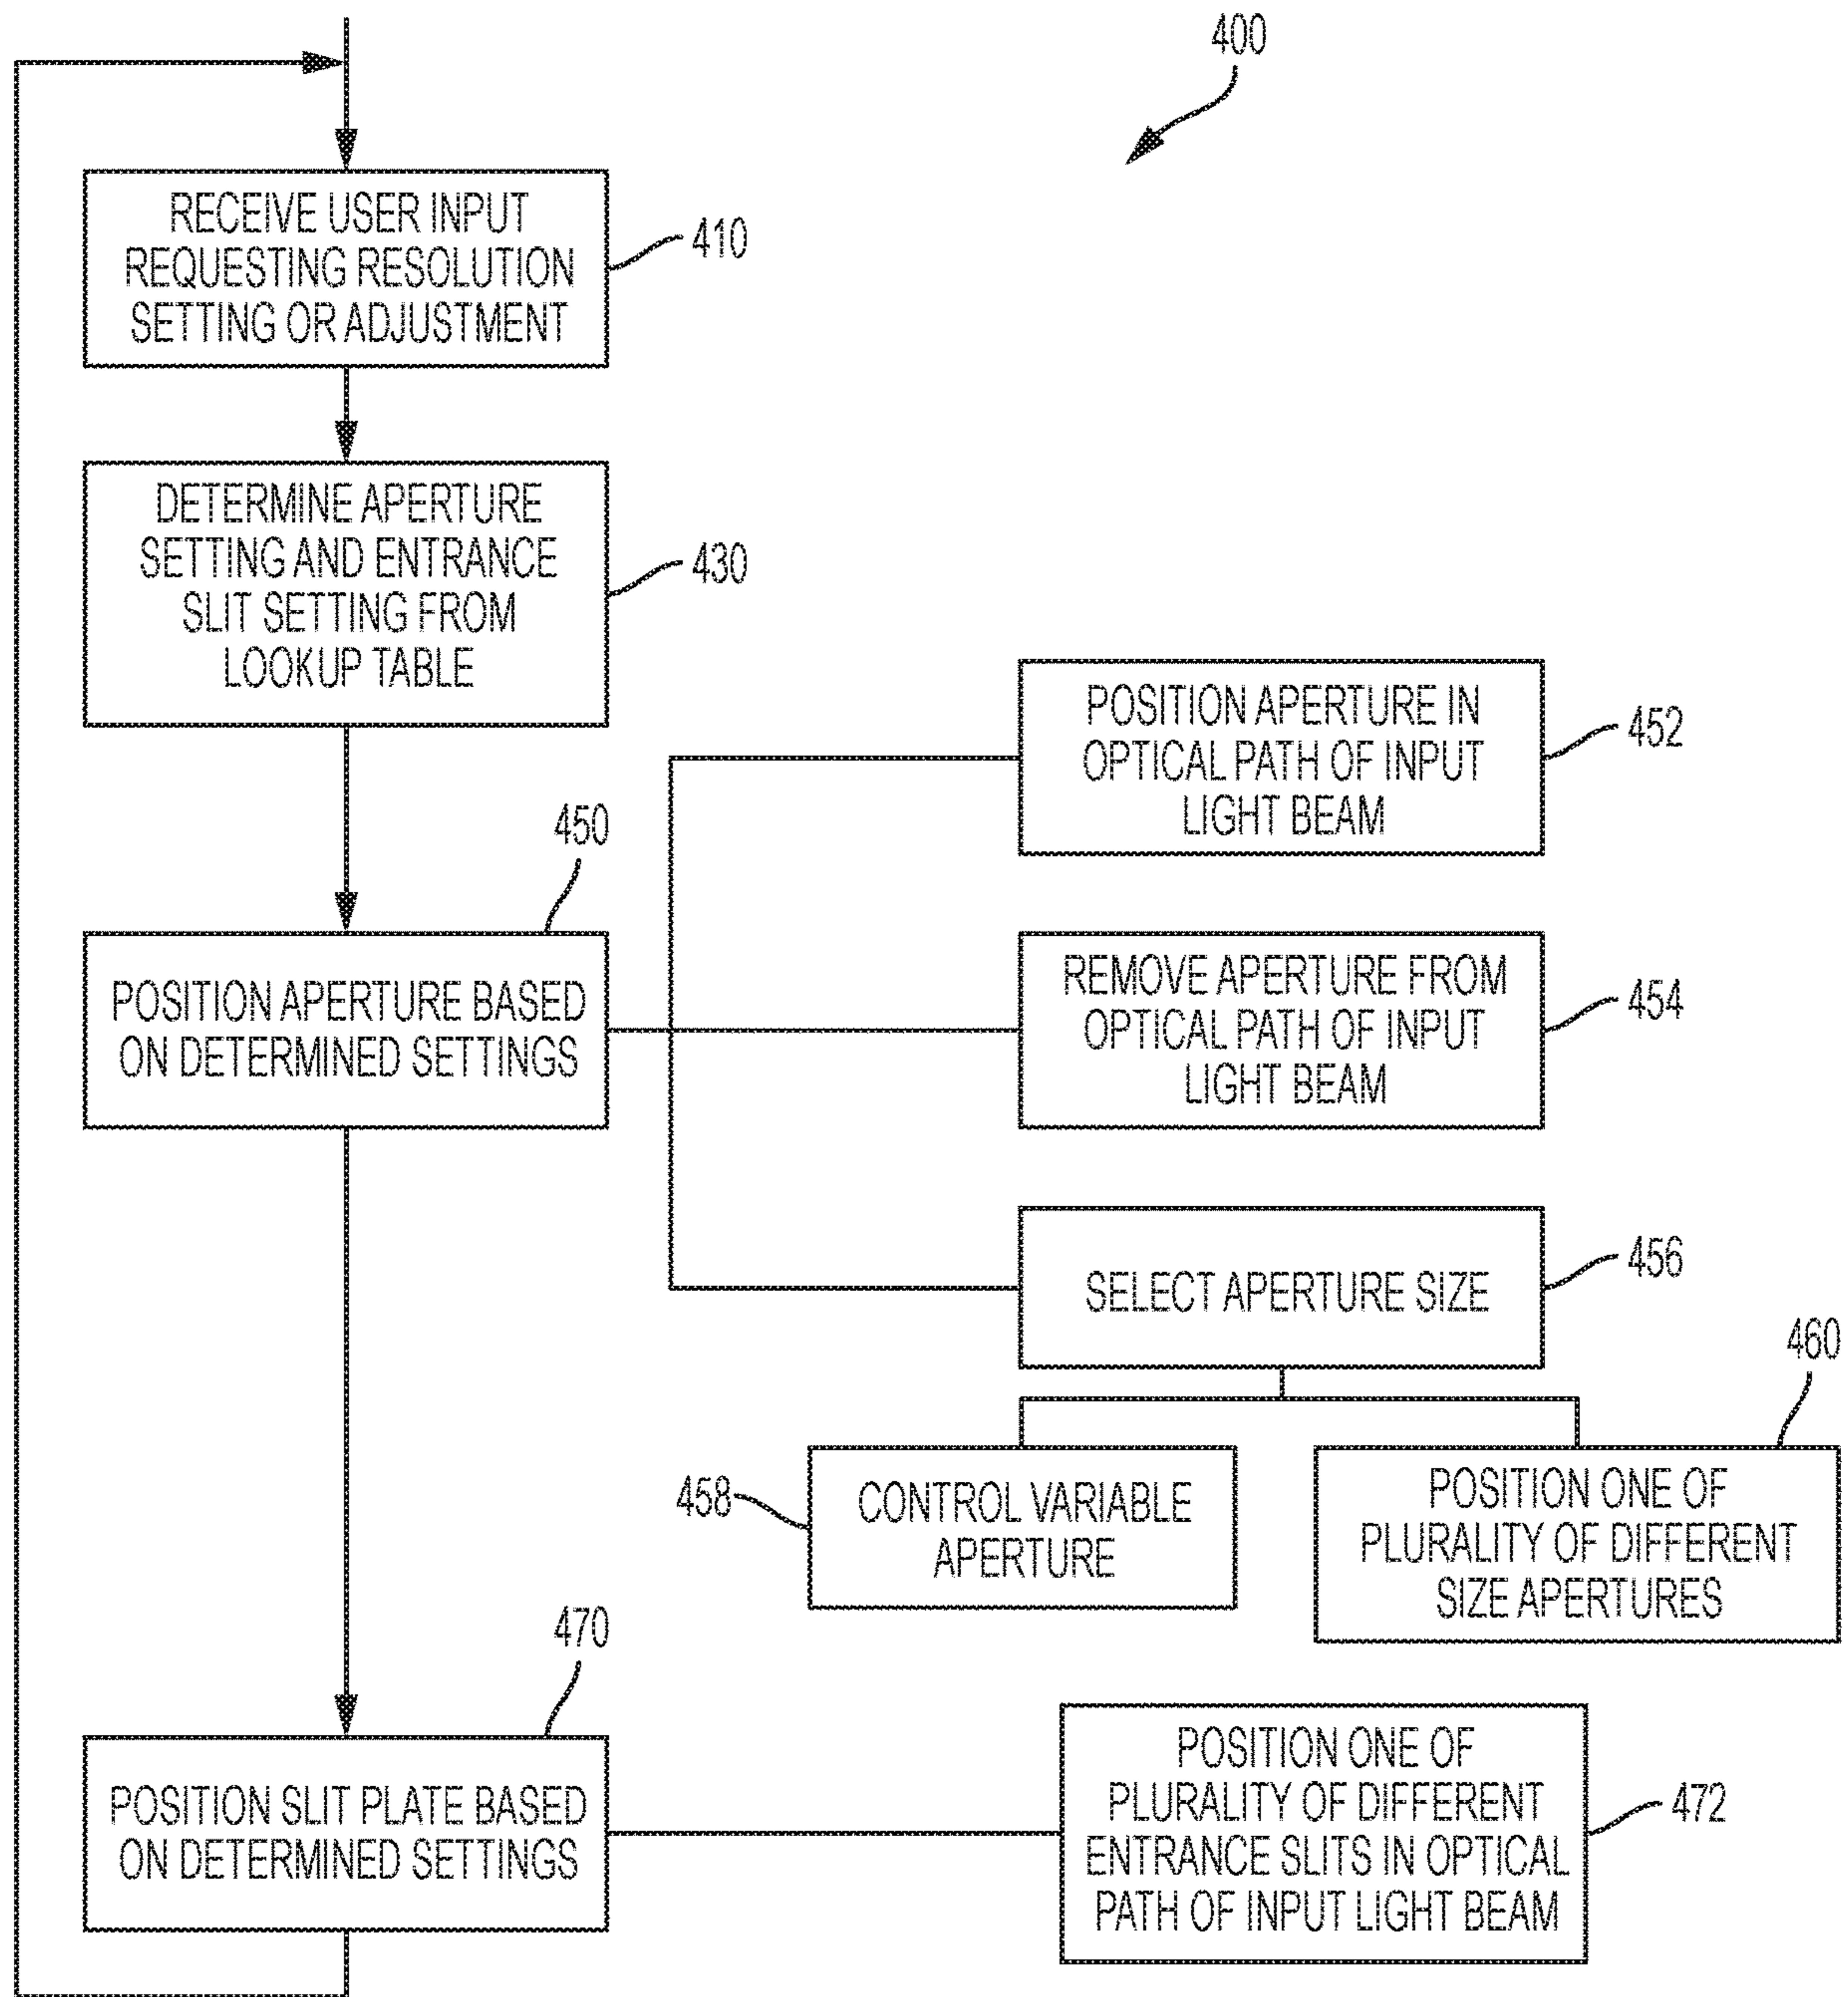 400
RECEIVE USER INPUT
REQUESTING RESOLUTION
SETTING OR ADJUSTMENT
410
DETERMINE APERTURE
SETTING AND ENTRANCE
SLIT SETTING FROM
LOOKUP TABLE
430
POSITION APERTURE IN
OPTICAL PATH OF INPUT
LIGHT BEAM
452
450
POSITION APERTURE BASED
ON DETERMINED SETTINGS
REMOVE APERTURE FROM
OPTICAL PATH OF INPUT
LIGHT BEAM
454
SELECT APERTURE SIZE
456
460
458
CONTROL VARIABLE
APERTURE
POSITION ONE OF
PLURALITY OF DIFFERENT
SIZE APERTURES
470
POSITION SLIT PLATE BASED
ON DETERMINED SETTINGS
POSITION ONE OF
PLURALITY OF DIFFERENT
ENTRANCE SLITS IN OPTICAL
PATH OF INPUT LIGHT BEAM
472